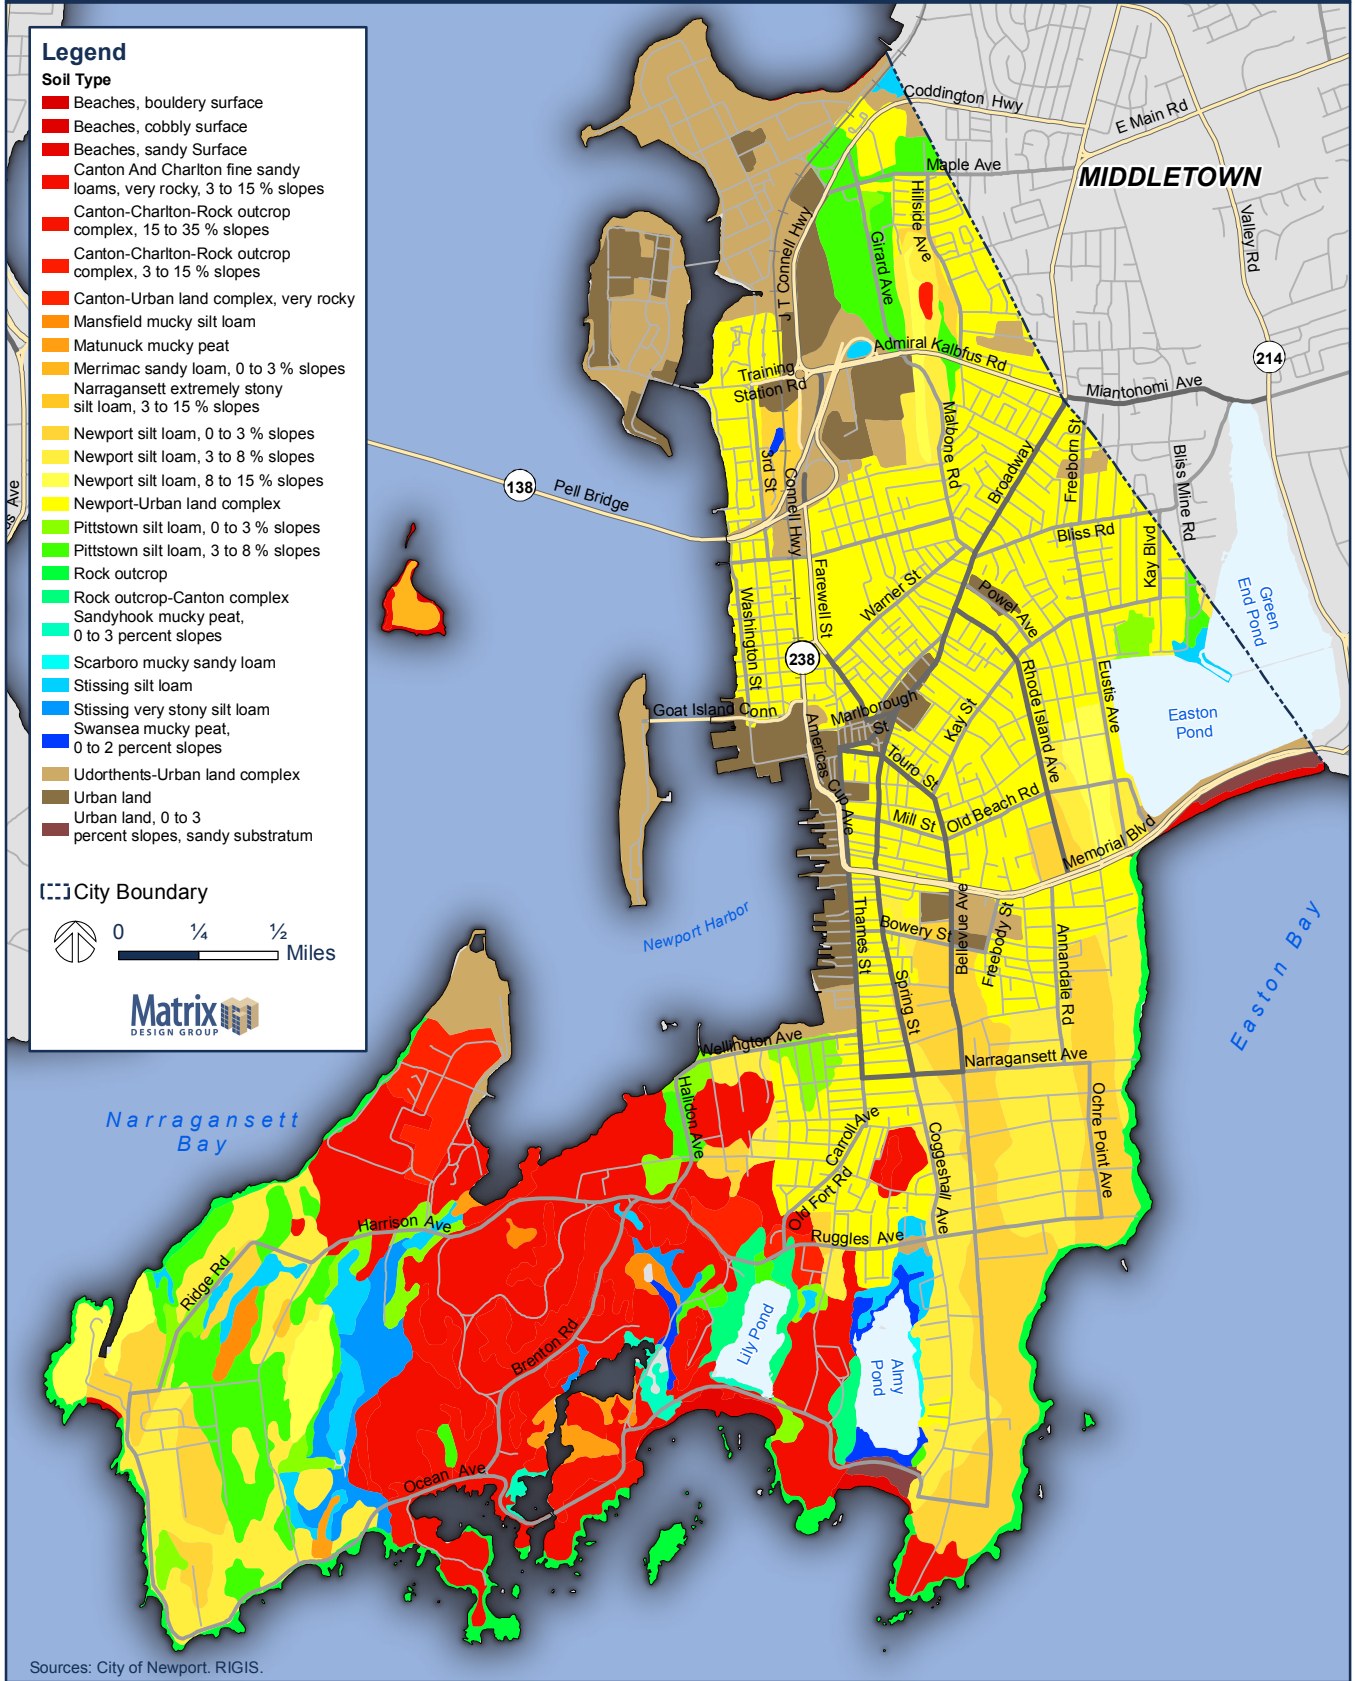 Legend
Soil Type
Beaches, bouldery surface
Beaches, cobbly surface
Beaches, sandy Surface
Canton And Charlton fine sandy
loams, very rocky, 3 to 15 % slopes
Canton-Charlton-Rock outcrop
complex, 15 to 35 % slopes
Canton-Charlton-Rock outcrop
complex, 3 to 15 % slopes
Canton-Urban land complex, very rocky
Mansfield mucky silt loam
Matunuck mucky peat
Merrimac sandy loam, 0 to 3 % slopes
Narragansett extremely stony
silt loam, 3 to 15 % slopes
Newport silt loam, 0 to 3 % slopes
Newport silt loam, 3 to 8 % slopes
Newport silt loam, 8 to 15 % slopes
Newport-Urban land complex
Pittstown silt loam, 0 to 3 % slopes
Pittstown silt loam, 3 to 8 % slopes
Rock outcrop
Rock outcrop-Canton complex
Sandyhook mucky peat,
0 to 3 percent slopes
Scarboro mucky sandy loam
Stissing silt loam
Stissing very stony silt loam
Swansea mucky peat,
0 to 2 percent slopes
Udorthents-Urban land complex
Urban land
Urban land, 0 to 3
percent slopes, sandy substratum
City Boundary
0 ¼ ½
Miles
Matrix
DESIGN GROUP
Coddington Hwy
E Main Rd
Maple Ave
MIDDLETOWN
Hillside Ave
Valley Rd
Girard Ave
J T Connell Hwy
214
Admiral Kalbfus Rd
Training
Station Rd
Miantonomi Ave
Malbone Rd
Broadway
Freeborn St
Bliss Mine Rd
3rd St
Connell Hwy
138
Pell Bridge
Bliss Rd
Kay Blvd
Green
End Pond
Farewell St
Warner St
Powel Ave
Washington St
238
Rhode Island Ave
Eustis Ave
Goat Island Conn
Marlborough
St
Kay St
Easton
Pond
Americas Cup Ave
Touro St
Old Beach Rd
Mill St
Memorial Blvd
Newport Harbor
Thames St
Bowery St
Bellevue Ave
Freebody St
Annandale Rd
Spring St
Easton Bay
Wellington Ave
Narragansett Ave
Halidon Ave
Ochre Point Ave
Narragansett
Bay
Carroll Ave
Coggeshall Ave
Old Fort Rd
Harrison Ave
Ruggles Ave
Ridge Rd
Brenton Rd
Lily Pond
Almy
Pond
Ocean Ave
Sources: City of Newport. RIGIS.